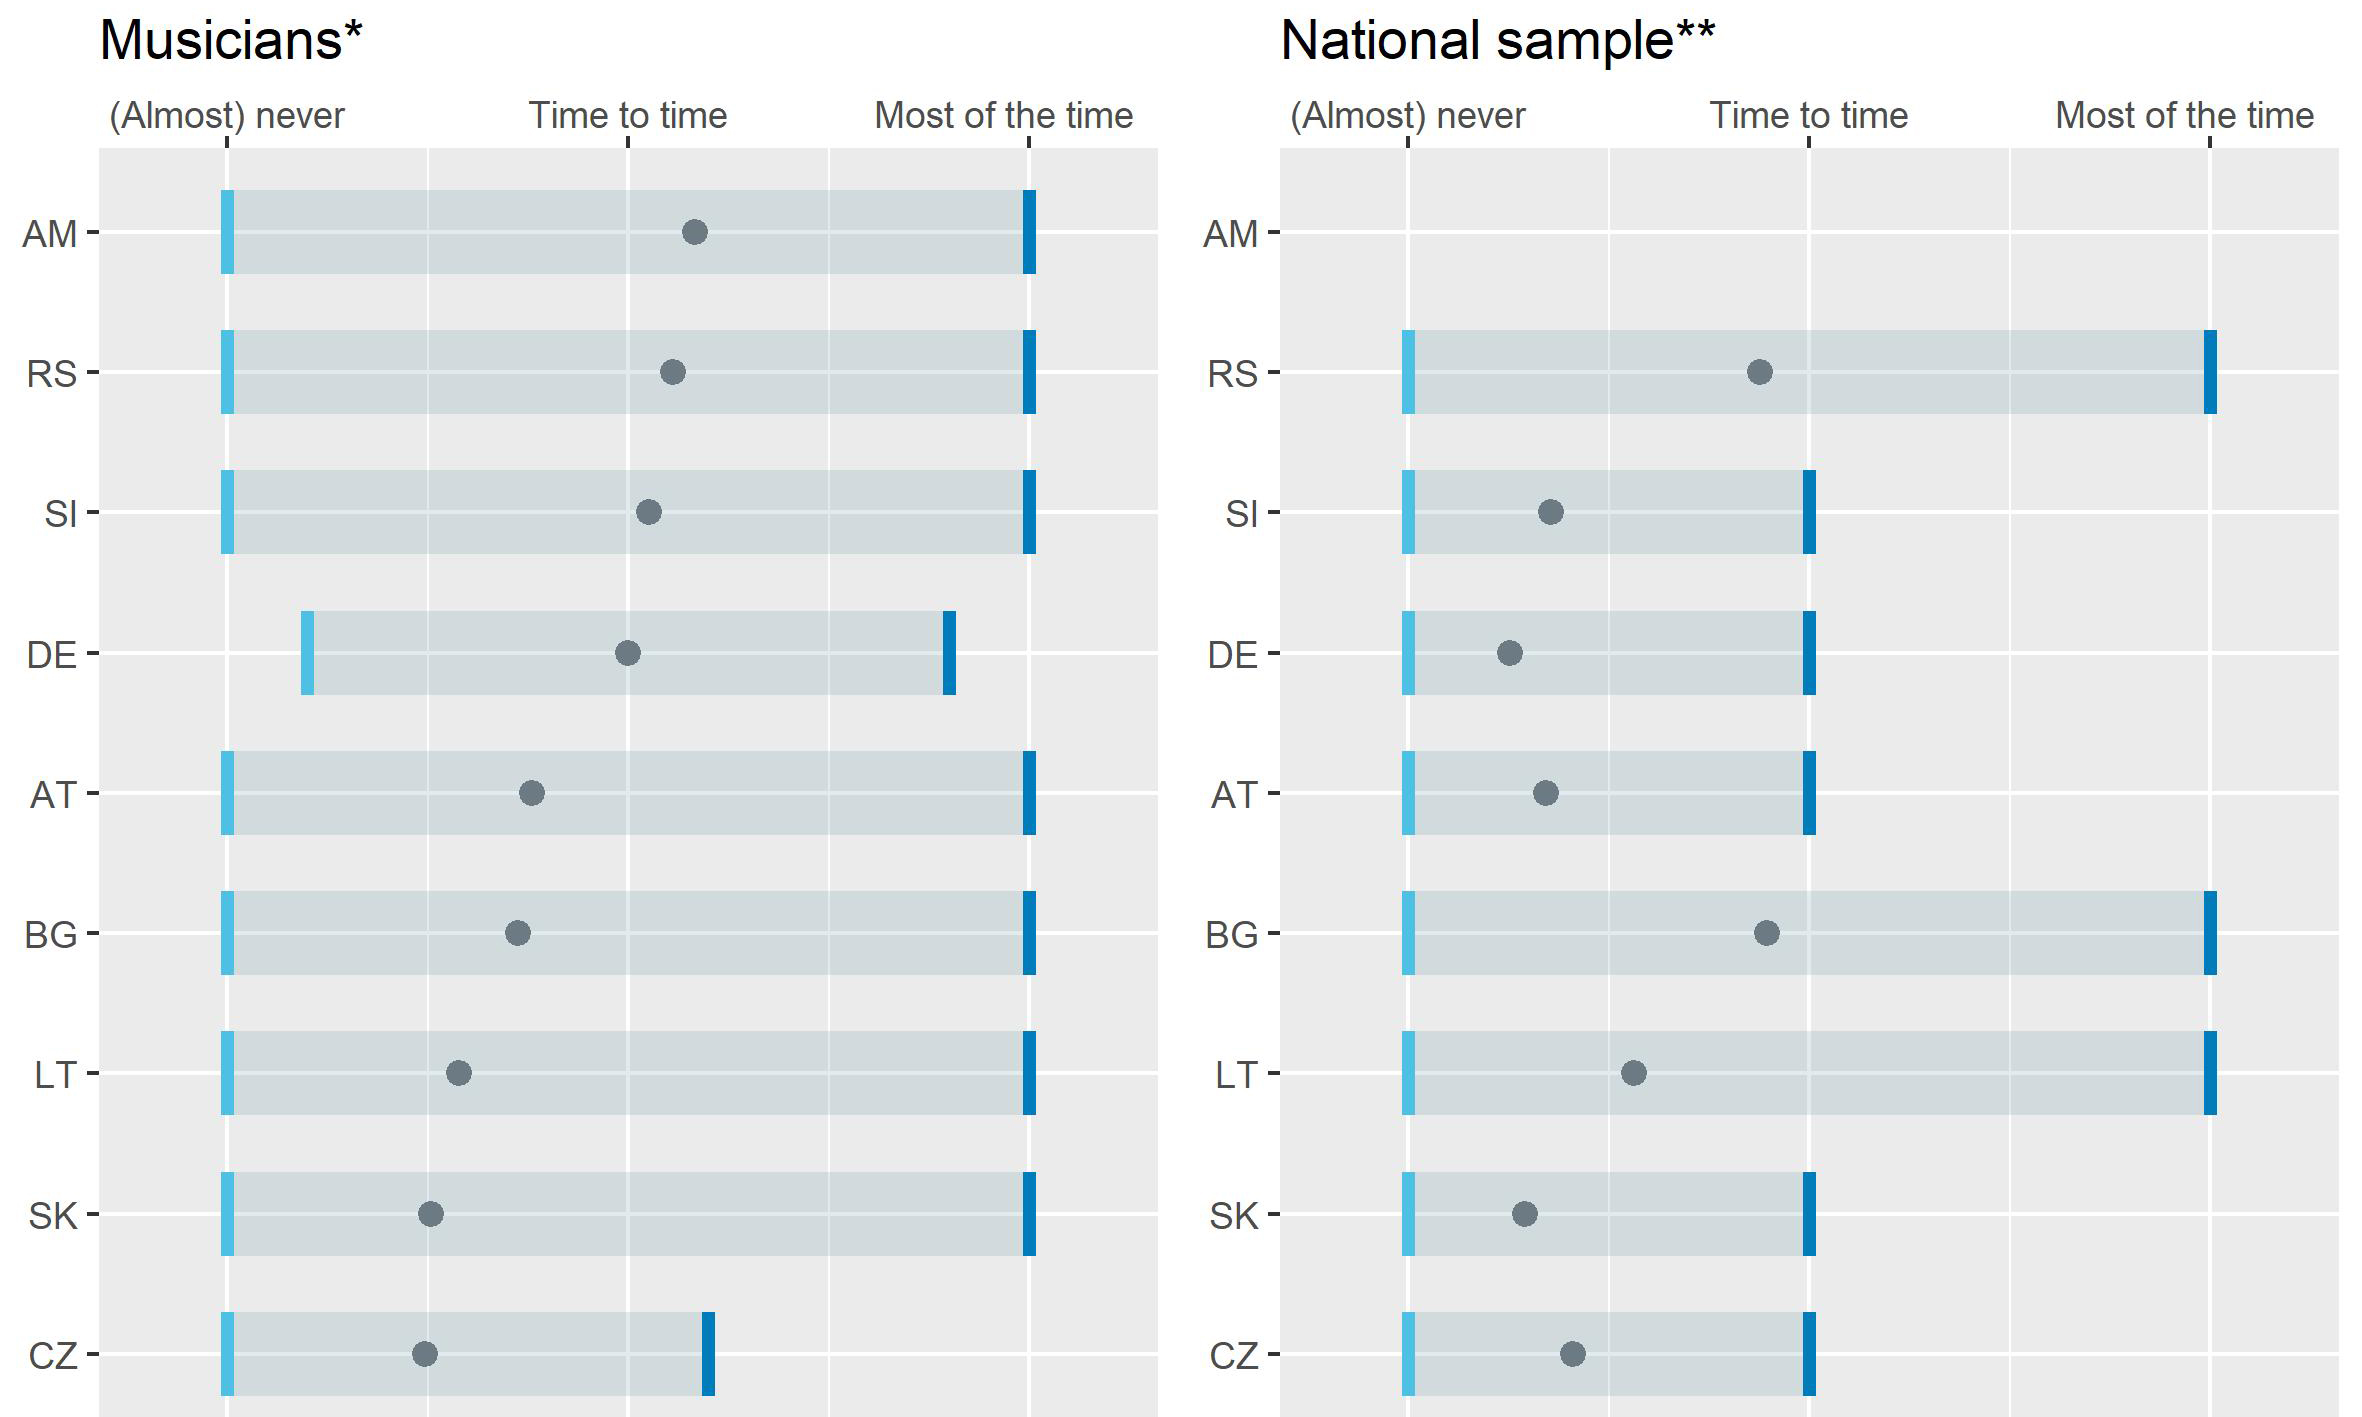 Musicians*
(Almost) never Time to time Most of the time
AM
RS
SI
DE
AT
BG
LT
SK
CZ
National sample**
(Almost) never Time to time Most of the time
AM
RS
SI
DE
AT
BG
LT
SK
CZ